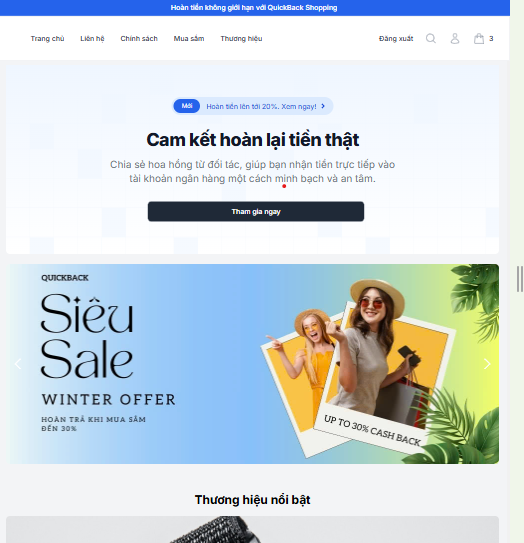 Hoàn tiền không giới hạn với QuickBack Shopping
Trang chủ Liên hệ Chính sách Mua sắm Thương hiệu Đăng xuất 3
Mới Hoàn tiền lên tới 20%. Xem ngay!
Cam kết hoàn lại tiền thật
Chia sẻ hoa hồng từ đối tác, giúp bạn nhận tiền trực tiếp vào
tài khoản ngân hàng một cách minh bạch và an tâm.
Tham gia ngay
QUICKBACK
Siêu
Sale
WINTER OFFER
HOÀN TRẢ KHI MUA SẮM
ĐẾN 30%
UP TO 30% CASH BACK
Thương hiệu nổi bật